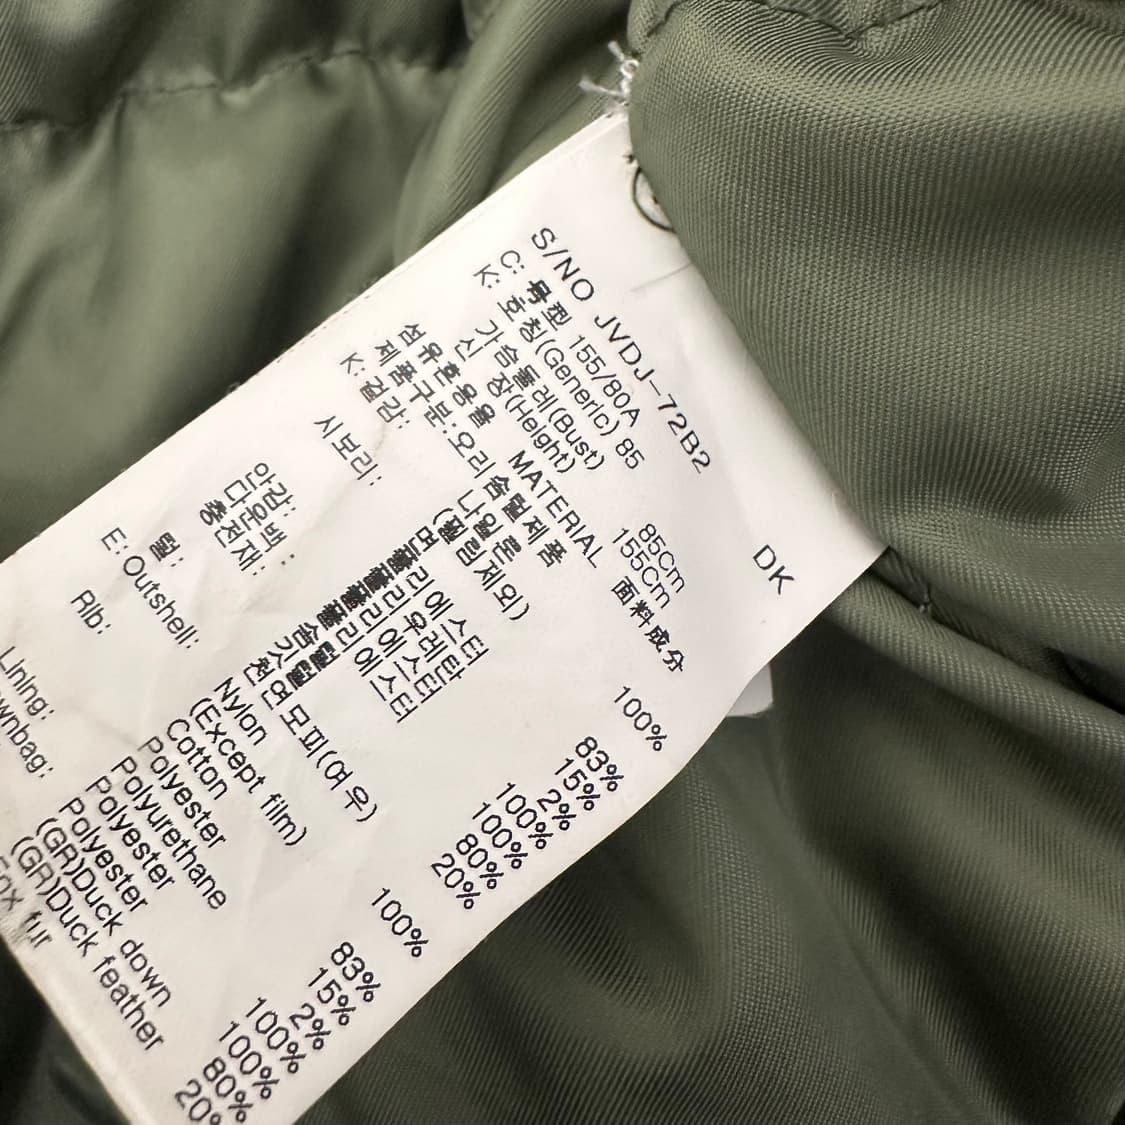 S/NO JVDJ-72B2 DK
C: 号型 155/80A
K: 호칭(Generic) 85
가슴둘레(Bust) 85Cm
신 장(Height) 155Cm
MATERIAL 面料成分
섬유혼용율
제품구분:오리솜털제품
K: 겉감: 나일론 100%
(필림제외)
시보리: 83%
폴리에스터 15%
폴리우레탄 2%
안감: 폴리에스터 100%
다운백: 폴리에스터 100%
충전재: 솜털 80%
깃털 20%
털: 천연모피(여우)
E: Outshell: Nylon 100%
(Except film)
Rib: Cotton 83%
Polyester 15%
Polyurethane 2%
Lining: Polyester 100%
wnbag: Polyester 100%
(GR)Duck down 80%
(GR)Duck feather 20%
Fox fur